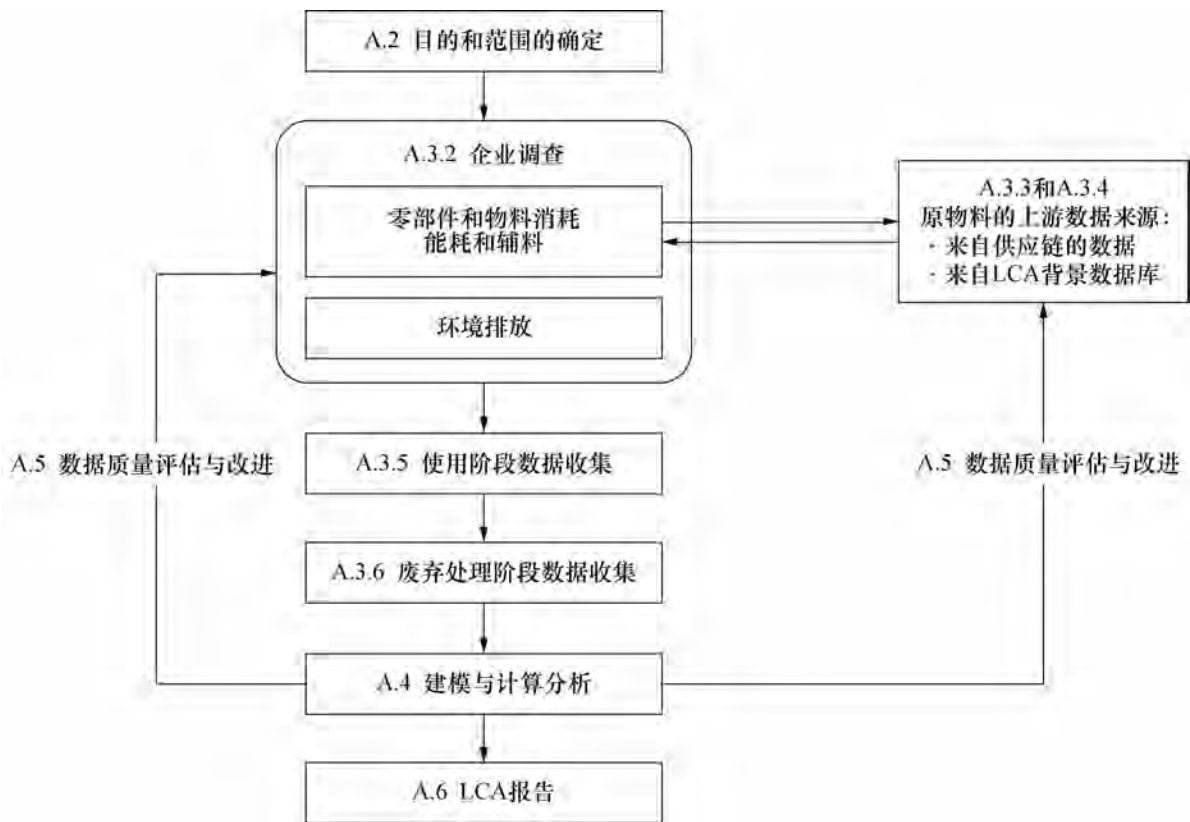 A.2 目的和范围的确定
A.3.2 企业调查
零部件和物料消耗
能耗和辅料
环境排放
A.3.3和A.3.4
原物料的上游数据来源：
·来自供应链的数据
·来自LCA背景数据库
A.5 数据质量评估与改进
A.3.5 使用阶段数据收集
A.5 数据质量评估与改进
A.3.6 废弃处理阶段数据收集
A.4 建模与计算分析
A.6 LCA报告